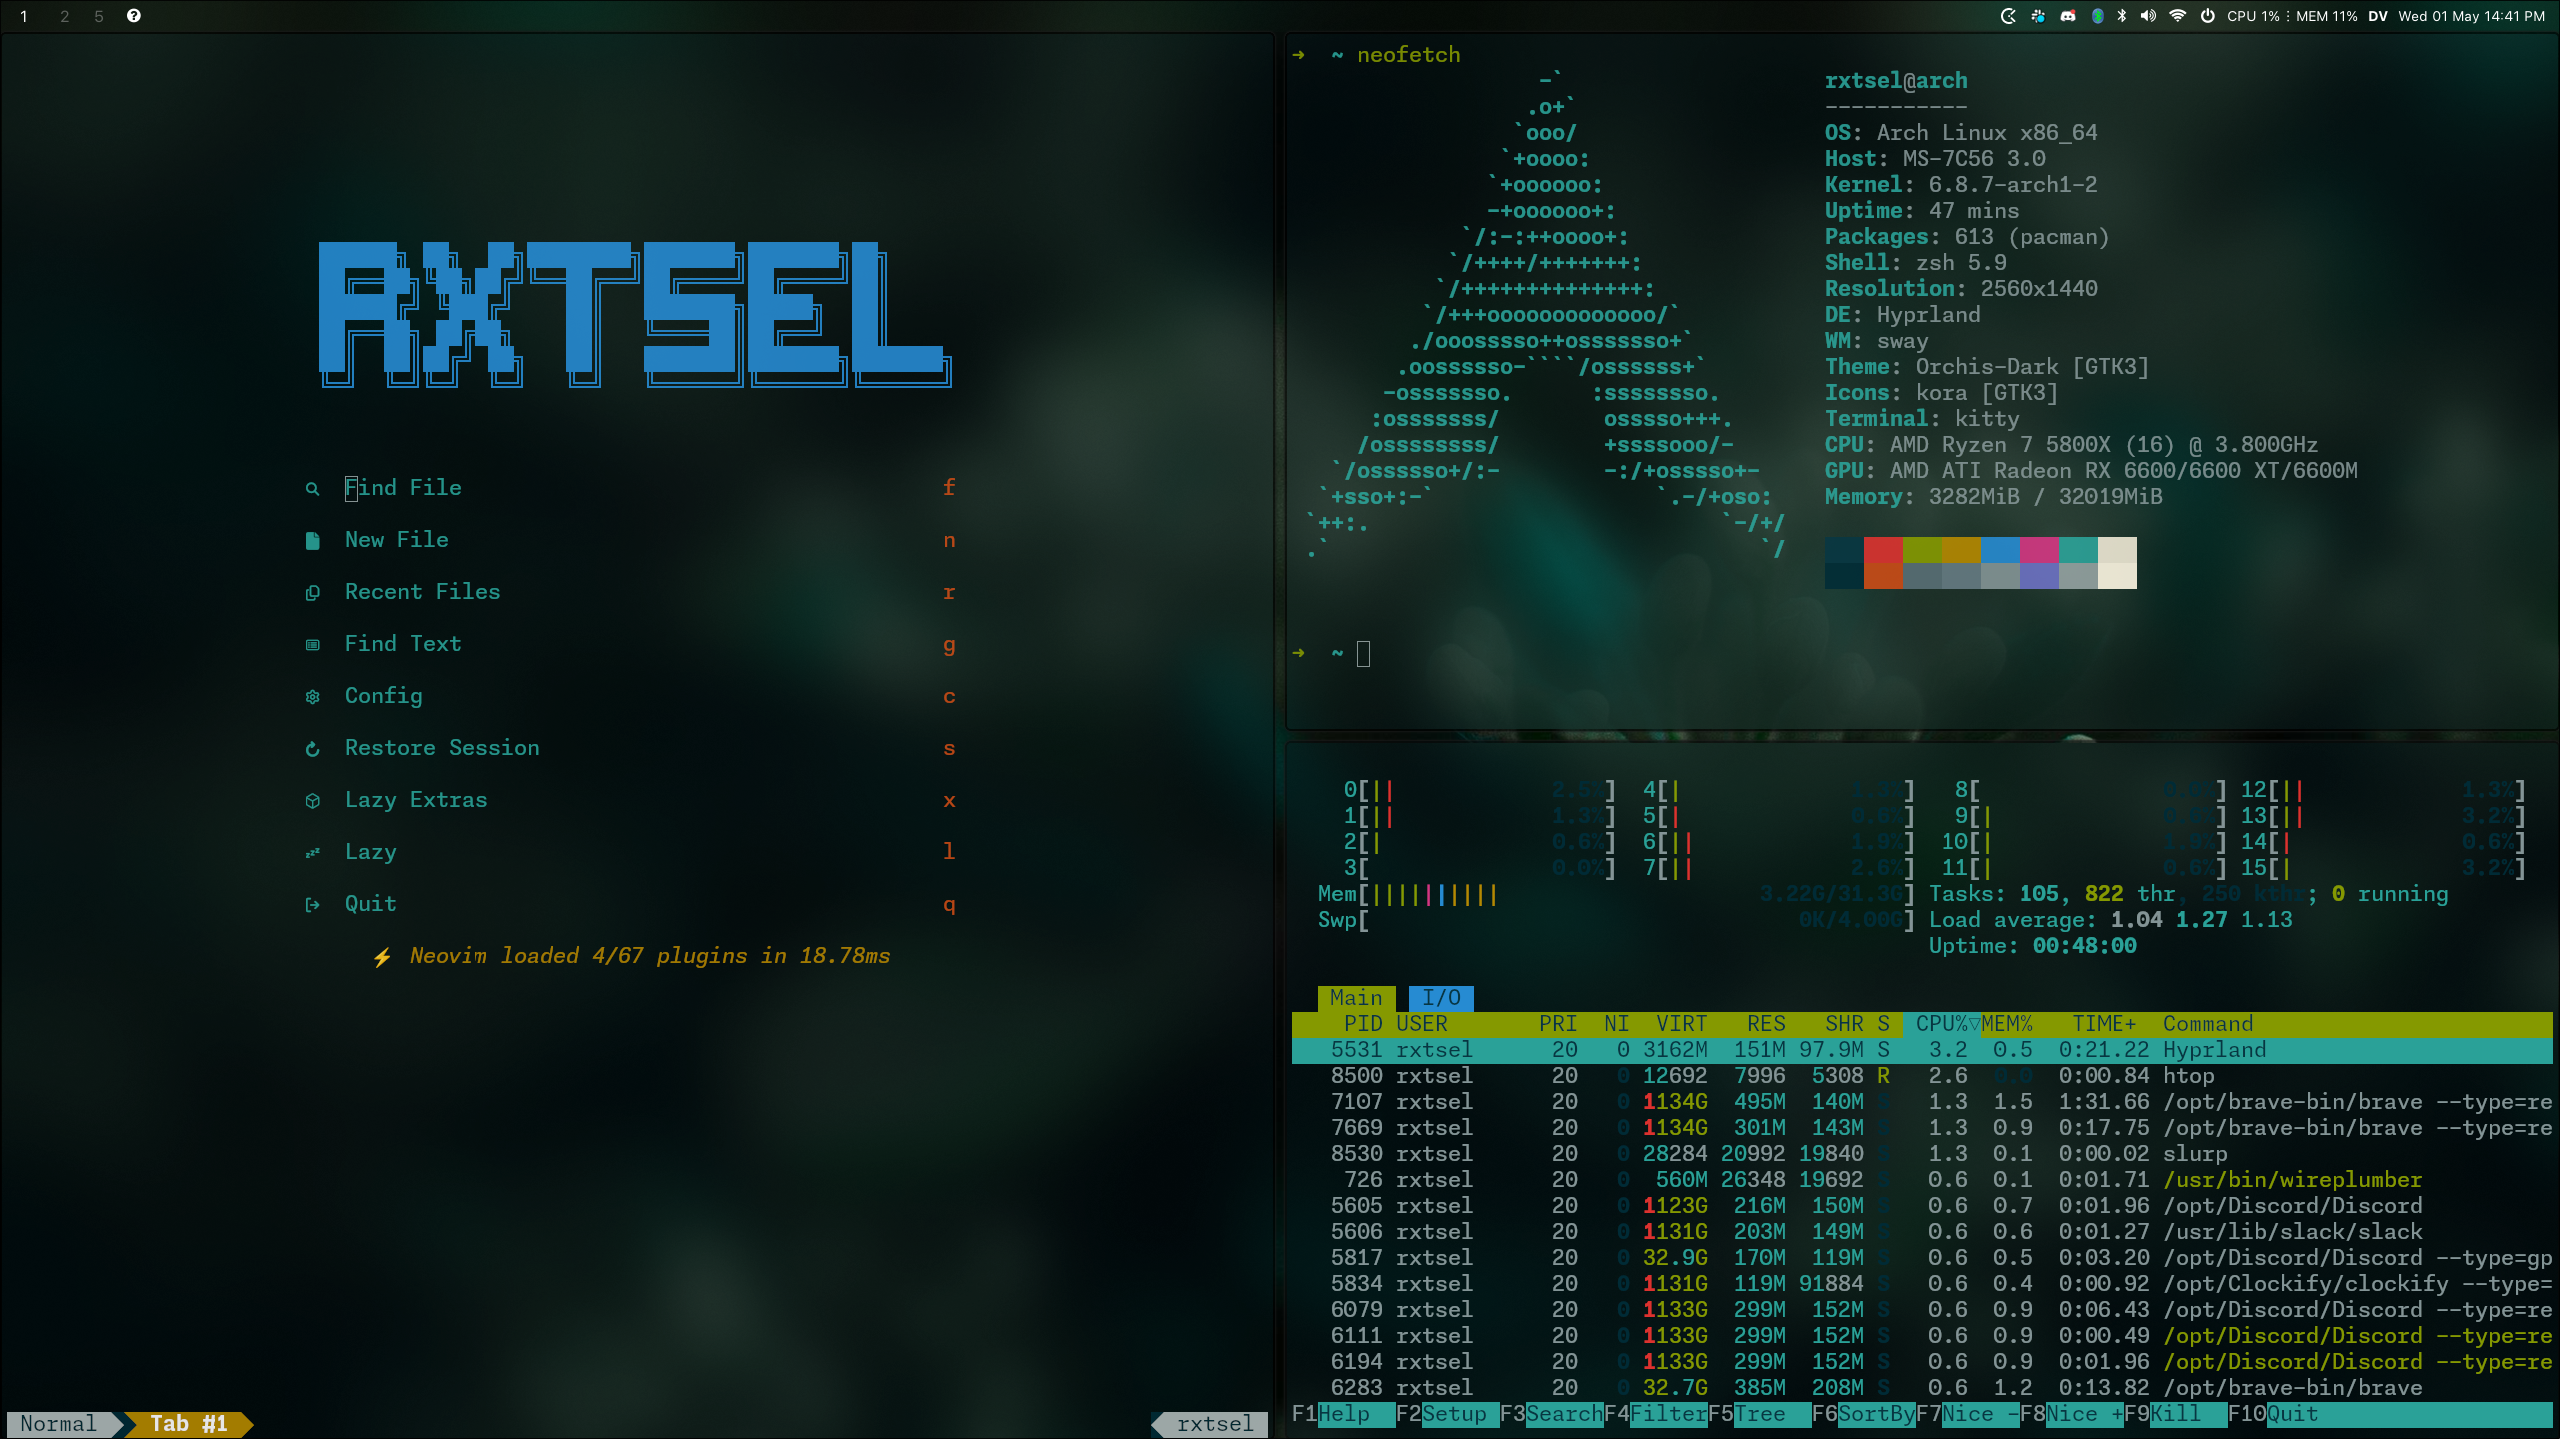 1 2 5
CPU 1% ⋮ MEM 11% DV Wed 01 May 14:41 PM
RXTSEL
Find File f
New File n
Recent Files r
Find Text g
Config c
Restore Session s
Lazy Extras x
Lazy l
Quit q
⚡ Neovim loaded 4/67 plugins in 18.78ms
Normal Tab #1 rxtsel
→ ~ neofetch
rxtsel@arch
-----------
OS: Arch Linux x86_64
Host: MS-7C56 3.0
Kernel: 6.8.7-arch1-2
Uptime: 47 mins
Packages: 613 (pacman)
Shell: zsh 5.9
Resolution: 2560x1440
DE: Hyprland
WM: sway
Theme: Orchis-Dark [GTK3]
Icons: kora [GTK3]
Terminal: kitty
CPU: AMD Ryzen 7 5800X (16) @ 3.800GHz
GPU: AMD ATI Radeon RX 6600/6600 XT/6600M
Memory: 3282MiB / 32019MiB
→ ~
0[|| 2.5%] 4[| ] 8[ ] 12[|| 1.3%]
1[|| 1.3%] 5[| 0.6%] 9[| ] 13[|| 3.2%]
2[| 0.6%] 6[|| 1.9%] 10[| ] 14[| 0.6%]
3[ 0.0%] 7[|| 2.6%] 11[| 0.6%] 15[| 3.2%]
Mem[|||||||||| 3.22G/31.3G] Tasks: 105, 822 thr, 250 kthr; 0 running
Swp[ 0K/4.00G] Load average: 1.04 1.27 1.13
Uptime: 00:48:00
Main I/O
PID USER PRI NI VIRT RES SHR S CPU%▽MEM% TIME+ Command
5531 rxtsel 20 0 3162M 151M 97.9M S 3.2 0.5 0:21.22 Hyprland
8500 rxtsel 20 0 12692 7996 5308 R 2.6 0.0 0:00.84 htop
7107 rxtsel 20 0 1134G 495M 140M S 1.3 1.5 1:31.66 /opt/brave-bin/brave --type=re
7669 rxtsel 20 0 1134G 301M 143M S 1.3 0.9 0:17.75 /opt/brave-bin/brave --type=re
8530 rxtsel 20 0 28284 20992 19840 S 1.3 0.1 0:00.02 slurp
726 rxtsel 20 0 560M 26348 19692 S 0.6 0.1 0:01.71 /usr/bin/wireplumber
5605 rxtsel 20 0 1123G 216M 150M S 0.6 0.7 0:01.96 /opt/Discord/Discord
5606 rxtsel 20 0 1131G 203M 149M S 0.6 0.6 0:01.27 /usr/lib/slack/slack
5817 rxtsel 20 0 32.9G 170M 119M S 0.6 0.5 0:03.20 /opt/Discord/Discord --type=gp
5834 rxtsel 20 0 1131G 119M 91884 S 0.6 0.4 0:00.92 /opt/Clockify/clockify --type=
6079 rxtsel 20 0 1133G 299M 152M S 0.6 0.9 0:06.43 /opt/Discord/Discord --type=re
6111 rxtsel 20 0 1133G 299M 152M S 0.6 0.9 0:00.49 /opt/Discord/Discord --type=re
6194 rxtsel 20 0 1133G 299M 152M S 0.6 0.9 0:01.96 /opt/Discord/Discord --type=re
6283 rxtsel 20 0 32.7G 385M 208M S 0.6 1.2 0:13.82 /opt/brave-bin/brave
F1Help F2Setup F3SearchF4FilterF5Tree F6SortByF7Nice -F8Nice +F9Kill F10Quit